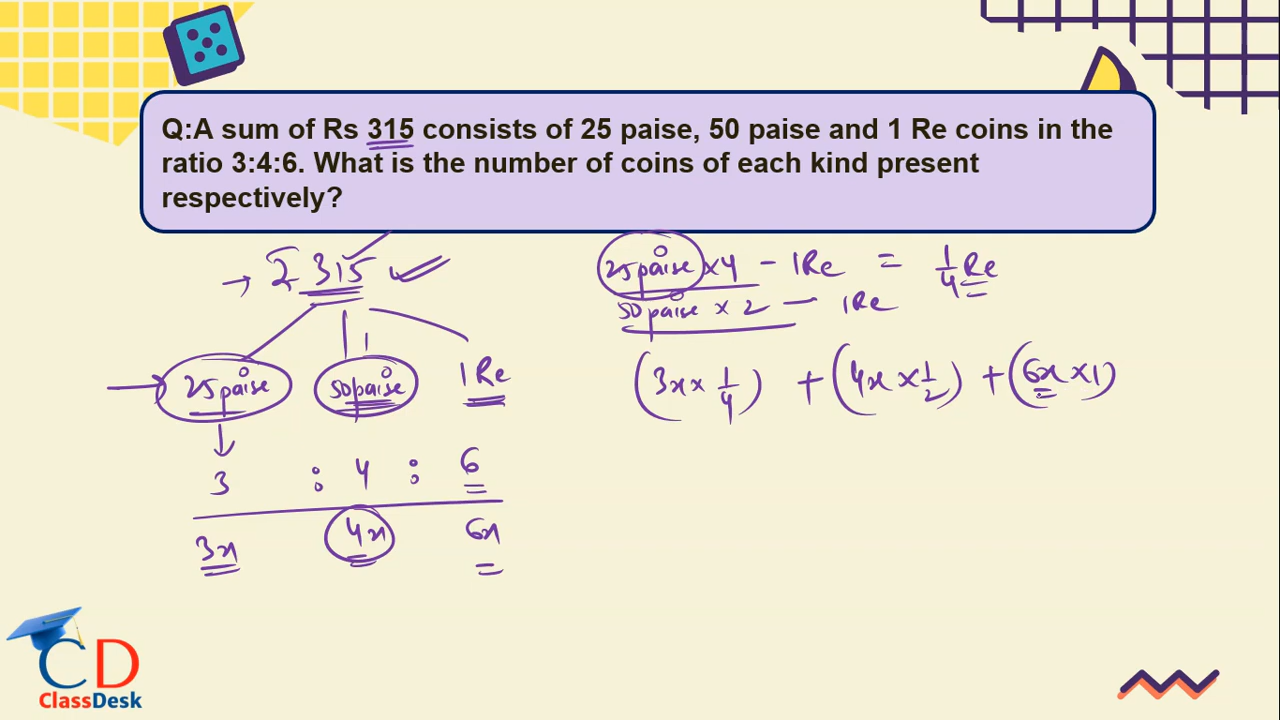 Q:A sum of Rs 315 consists of 25 paise, 50 paise and 1 Re coins in the
ratio 3:4:6. What is the number of coins of each kind present
respectively?
→ ₹ 315
25 paise 50 paise 1 Re
3 : 4 : 6
3x 4x 6x
25 paise × 4 – 1Re = 1/4 Re
50 paise × 2 – 1Re
(3x × 1/4) + (4x × 1/2) + (6x × 1)
CD
ClassDesk